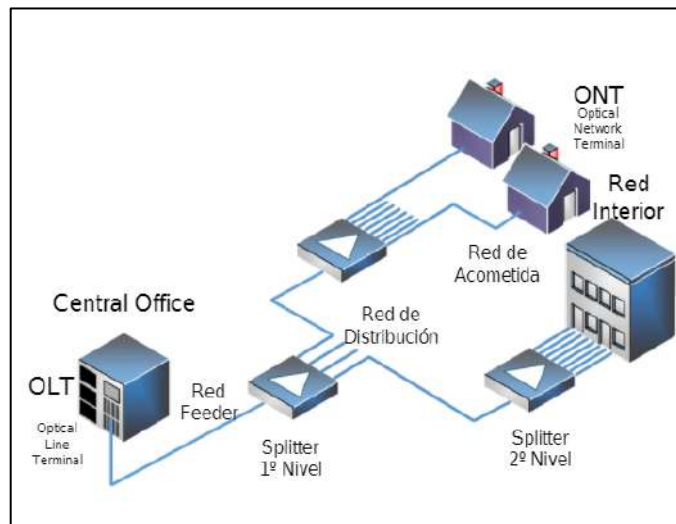 ONT
Optical
Network
Terminal
Red
Interior
Red de
Acometida
Central Office
Red de
Distribución
OLT
Optical
Line
Terminal
Red
Feeder
Splitter
1º Nivel
Splitter
2º Nivel